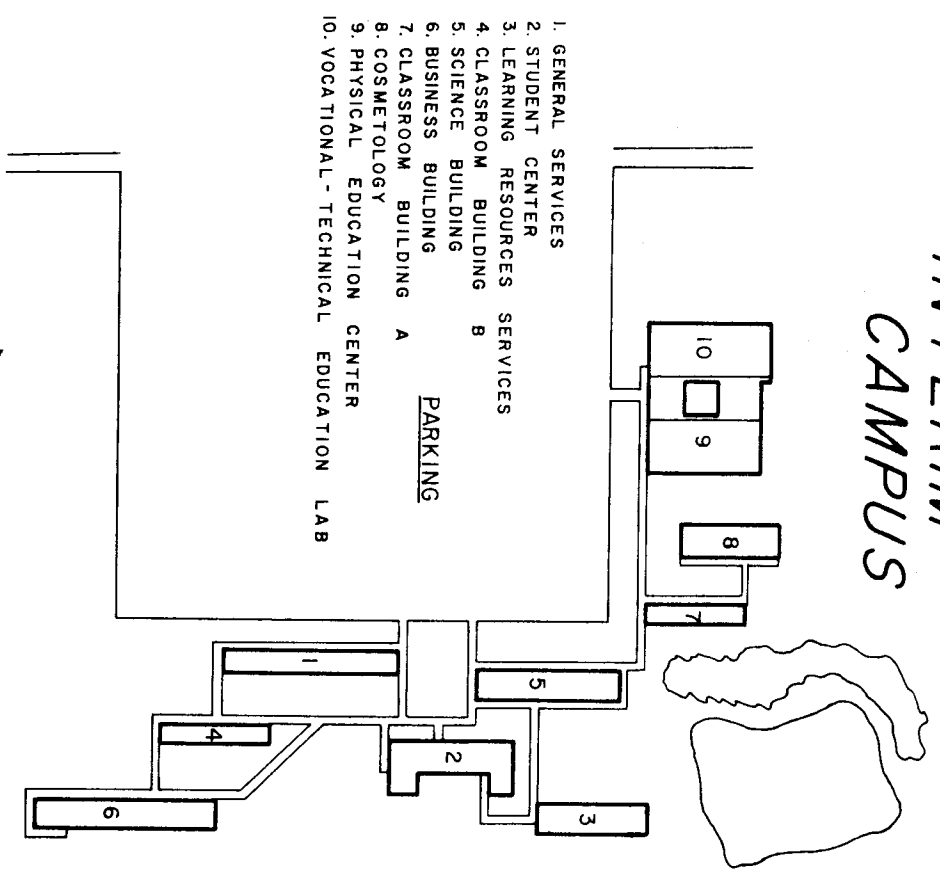 INTERIM
CAMPUS
1. GENERAL SERVICES
2. STUDENT CENTER
3. LEARNING RESOURCES SERVICES
4. CLASSROOM BUILDING B
5. SCIENCE BUILDING
6. BUSINESS BUILDING
7. CLASSROOM BUILDING A
8. COSMETOLOGY
9. PHYSICAL EDUCATION CENTER
10. VOCATIONAL-TECHNICAL EDUCATION LAB
PARKING
10
9
8
7
5
3
2
1
4
6